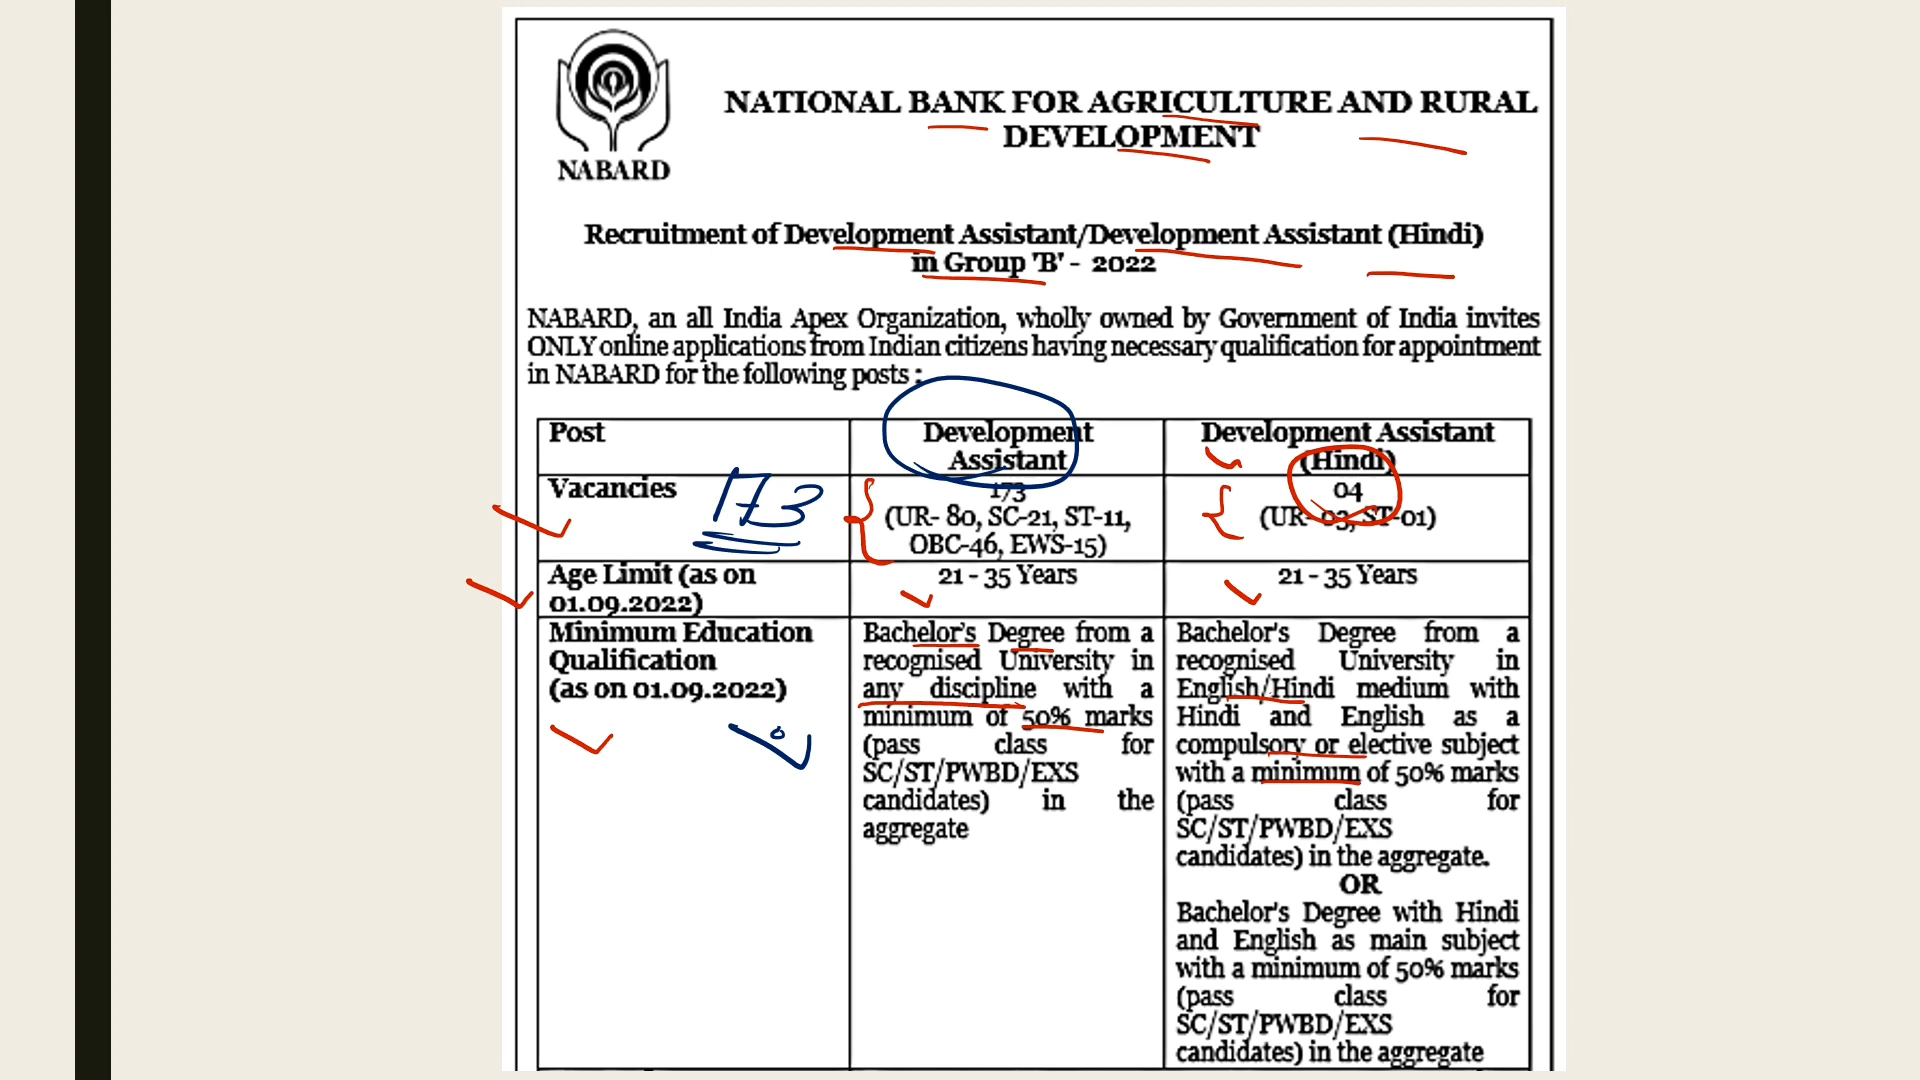 NABARD
NATIONAL BANK FOR AGRICULTURE AND RURAL
DEVELOPMENT
Recruitment of Development Assistant/Development Assistant (Hindi)
in Group 'B' - 2022
NABARD, an all India Apex Organization, wholly owned by Government of India invites
ONLY online applications from Indian citizens having necessary qualification for appointment
in NABARD for the following posts :
Post
Development
Assistant
Development Assistant
(Hindi)
Vacancies
173
173
(UR- 80, SC-21, ST-11,
OBC-46, EWS-15)
04
(UR- 03, ST-01)
Age Limit (as on
01.09.2022)
21 - 35 Years
21 - 35 Years
Minimum Education
Qualification
(as on 01.09.2022)
Bachelor's Degree from a
recognised University in
any discipline with a
minimum of 50% marks
(pass class for
SC/ST/PWBD/EXS
candidates) in the
aggregate
Bachelor's Degree from a
recognised University in
English/Hindi medium with
Hindi and English as a
compulsory or elective subject
with a minimum of 50% marks
(pass class for
SC/ST/PWBD/EXS
candidates) in the aggregate.
OR
Bachelor's Degree with Hindi
and English as main subject
with a minimum of 50% marks
(pass class for
SC/ST/PWBD/EXS
candidates) in the aggregate